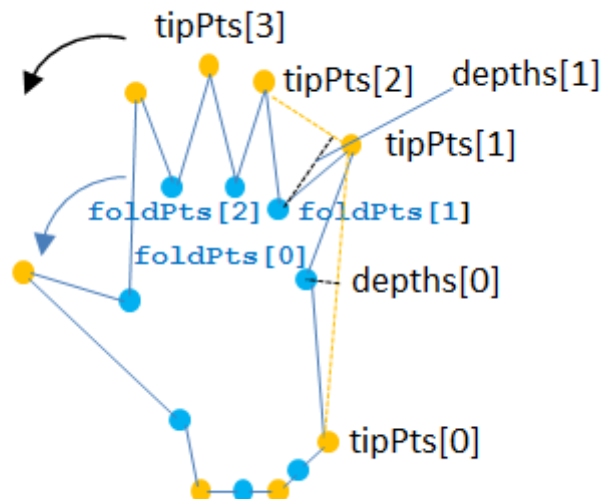 tipPts[3]
tipPts[2]
depths[1]
tipPts[1]
foldPts[2]
foldPts[1]
foldPts[0]
depths[0]
tipPts[0]